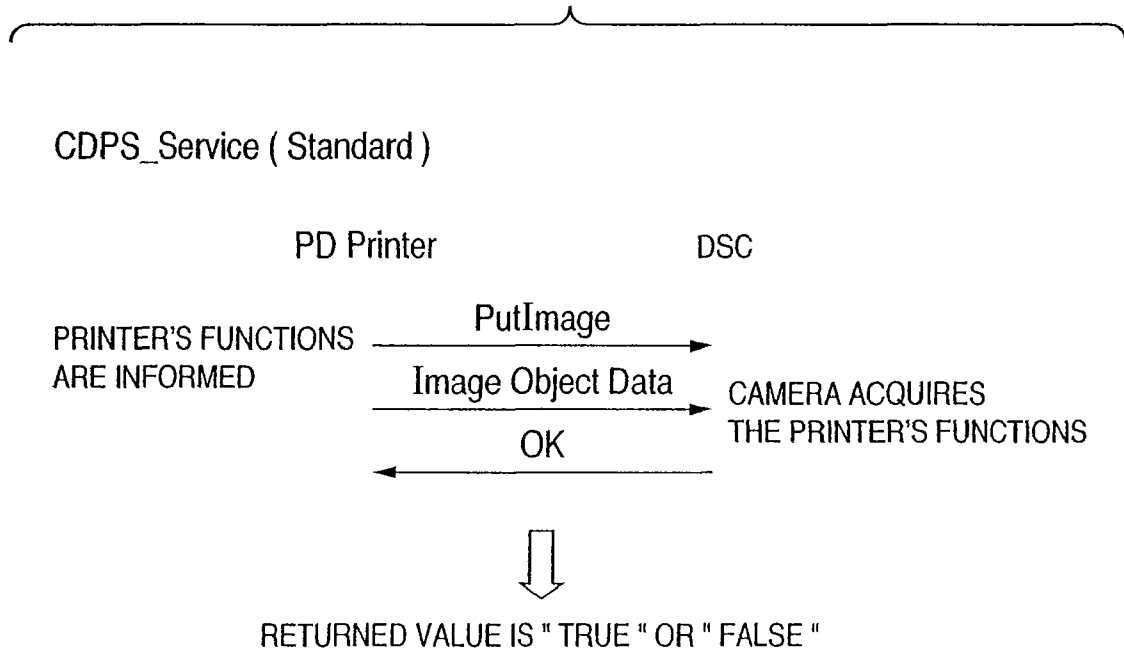 CDPS_Service ( Standard )
PD Printer
DSC
PutImage
PRINTER'S FUNCTIONS
ARE INFORMED
Image Object Data
CAMERA ACQUIRES
THE PRINTER'S FUNCTIONS
OK
RETURNED VALUE IS " TRUE " OR " FALSE "